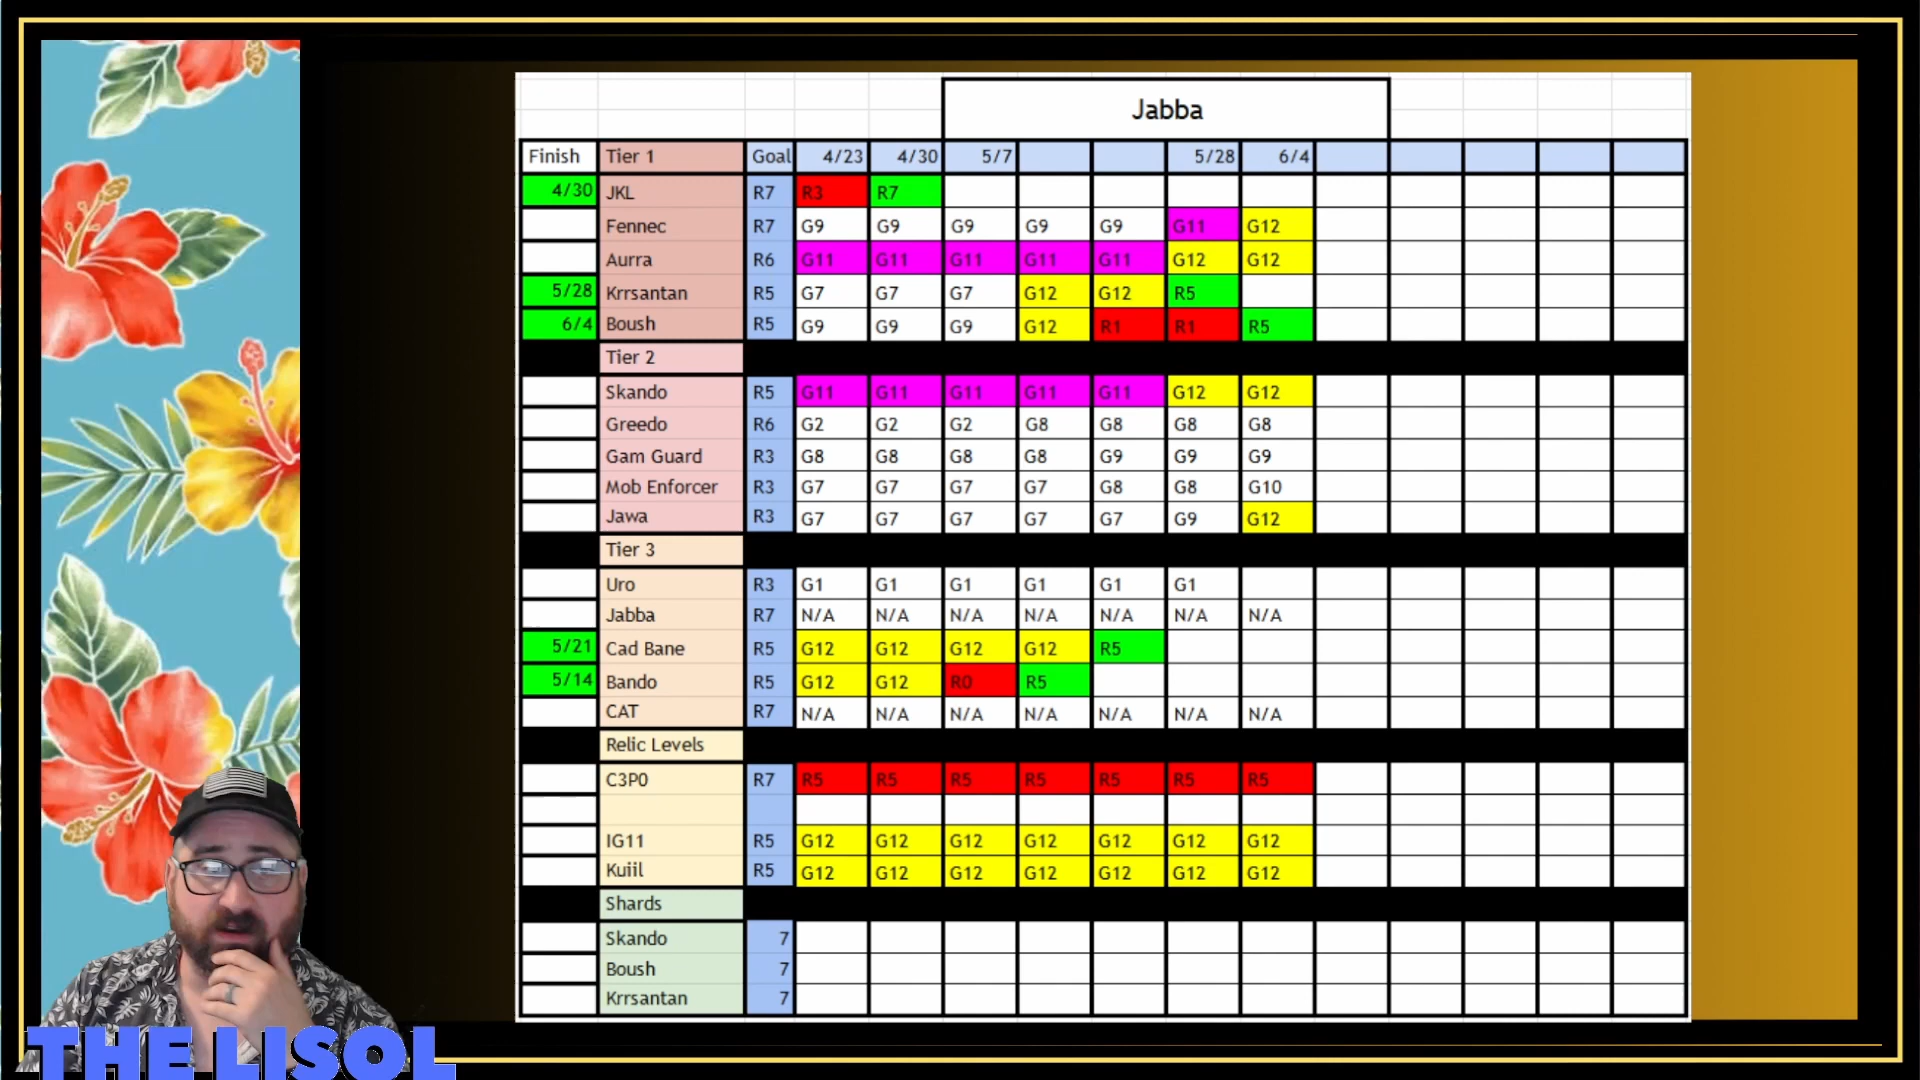 Jabba
Finish Tier 1 Goal 4/23 4/30 5/7 5/28 6/4
4/30 JKL R7 R3 R7
Fennec R7 G9 G9 G9 G9 G9 G11 G12
Aurra R6 G11 G11 G11 G11 G11 G12 G12
5/28 Krrsantan R5 G7 G7 G7 G12 G12 R5
6/4 Boush R5 G9 G9 G9 G12 R1 R1 R5
Tier 2
Skando R5 G11 G11 G11 G11 G11 G12 G12
Greedo R6 G2 G2 G2 G8 G8 G8 G8
Gam Guard R3 G8 G8 G8 G8 G9 G9 G9
Mob Enforcer R3 G7 G7 G7 G7 G8 G8 G10
Jawa R3 G7 G7 G7 G7 G7 G9 G12
Tier 3
Uro R3 G1 G1 G1 G1 G1 G1
Jabba R7 N/A N/A N/A N/A N/A N/A N/A
5/21 Cad Bane R5 G12 G12 G12 G12 R5
5/14 Bando R5 G12 G12 R0 R5
CAT R7 N/A N/A N/A N/A N/A N/A N/A
Relic Levels
C3P0 R7 R5 R5 R5 R5 R5 R5 R5
IG11 R5 G12 G12 G12 G12 G12 G12 G12
Kuiil R5 G12 G12 G12 G12 G12 G12 G12
Shards
Skando 7
Boush 7
Krrsantan 7
THE LISOL